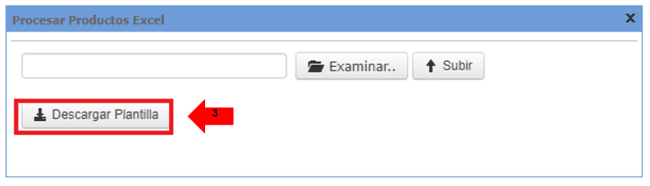 Procesar Productos Excel x
Examinar.. Subir
Descargar Plantilla 3